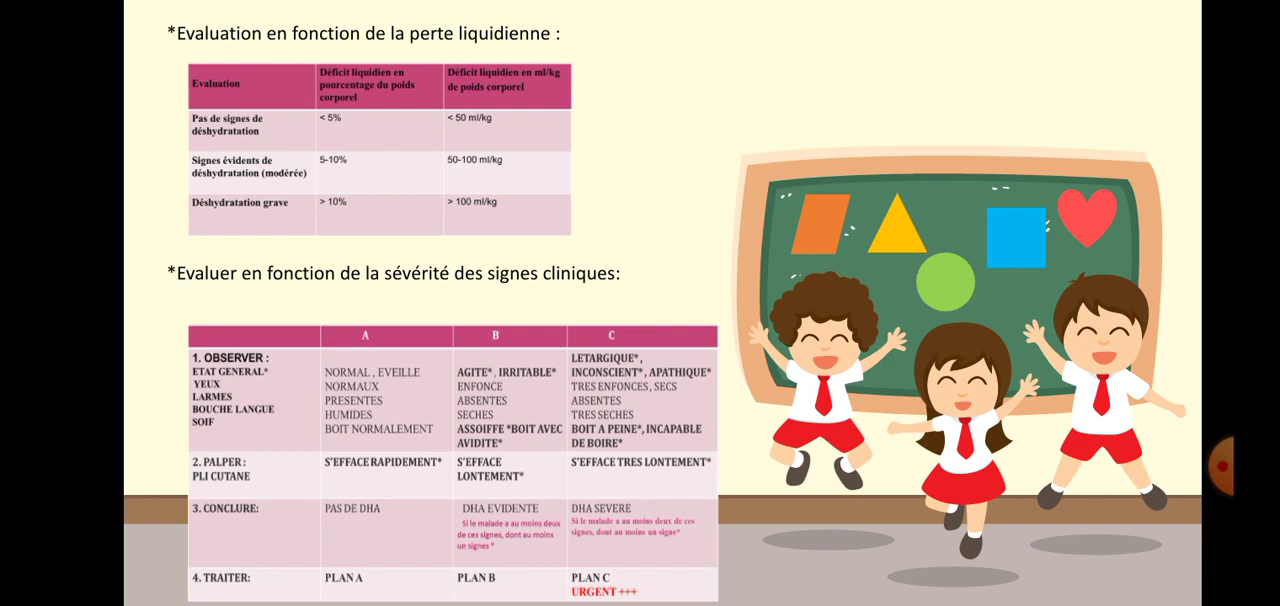 *Evaluation en fonction de la perte liquidienne :
Evaluation
Déficit liquidien en
pourcentage du poids
corporel
Déficit liquidien en ml/kg
de poids corporel
Pas de signes de
déshydratation
< 5%
< 50 ml/kg
Signes évidents de
déshydratation (modérée)
5-10%
50-100 ml/kg
Déshydratation grave
> 10%
> 100 ml/kg
*Evaluer en fonction de la sévérité des signes cliniques:
A
B
C
1. OBSERVER :
ETAT GENERAL*
YEUX
LARMES
BOUCHE LANGUE
SOIF
NORMAL , EVEILLE
NORMAUX
PRESENTES
HUMIDES
BOIT NORMALEMENT
AGITE* , IRRITABLE*
ENFONCE
ABSENTES
SECHES
ASSOIFFE *BOIT AVEC
AVIDITE*
LETARGIQUE* ,
INCONSCIENT* , APATHIQUE*
TRES ENFONCES, SECS
ABSENTES
TRES SECHES
BOIT A PEINE* , INCAPABLE
DE BOIRE*
2. PALPER :
PLI CUTANE
S'EFFACE RAPIDEMENT*
S'EFFACE
LONTEMENT*
S'EFFACE TRES LONTEMENT*
3. CONCLURE:
PAS DE DHA
DHA EVIDENTE
Si le malade a au moins deux
de ces signes, dont au moins
un signes *
DHA SEVERE
Si le malade a au moins deux de ces
signes, dont au moins un signe*
4. TRAITER:
PLAN A
PLAN B
PLAN C
URGENT +++